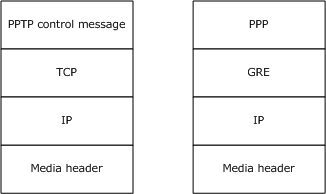 PPTP control message
TCP
IP
Media header
PPP
GRE
IP
Media header